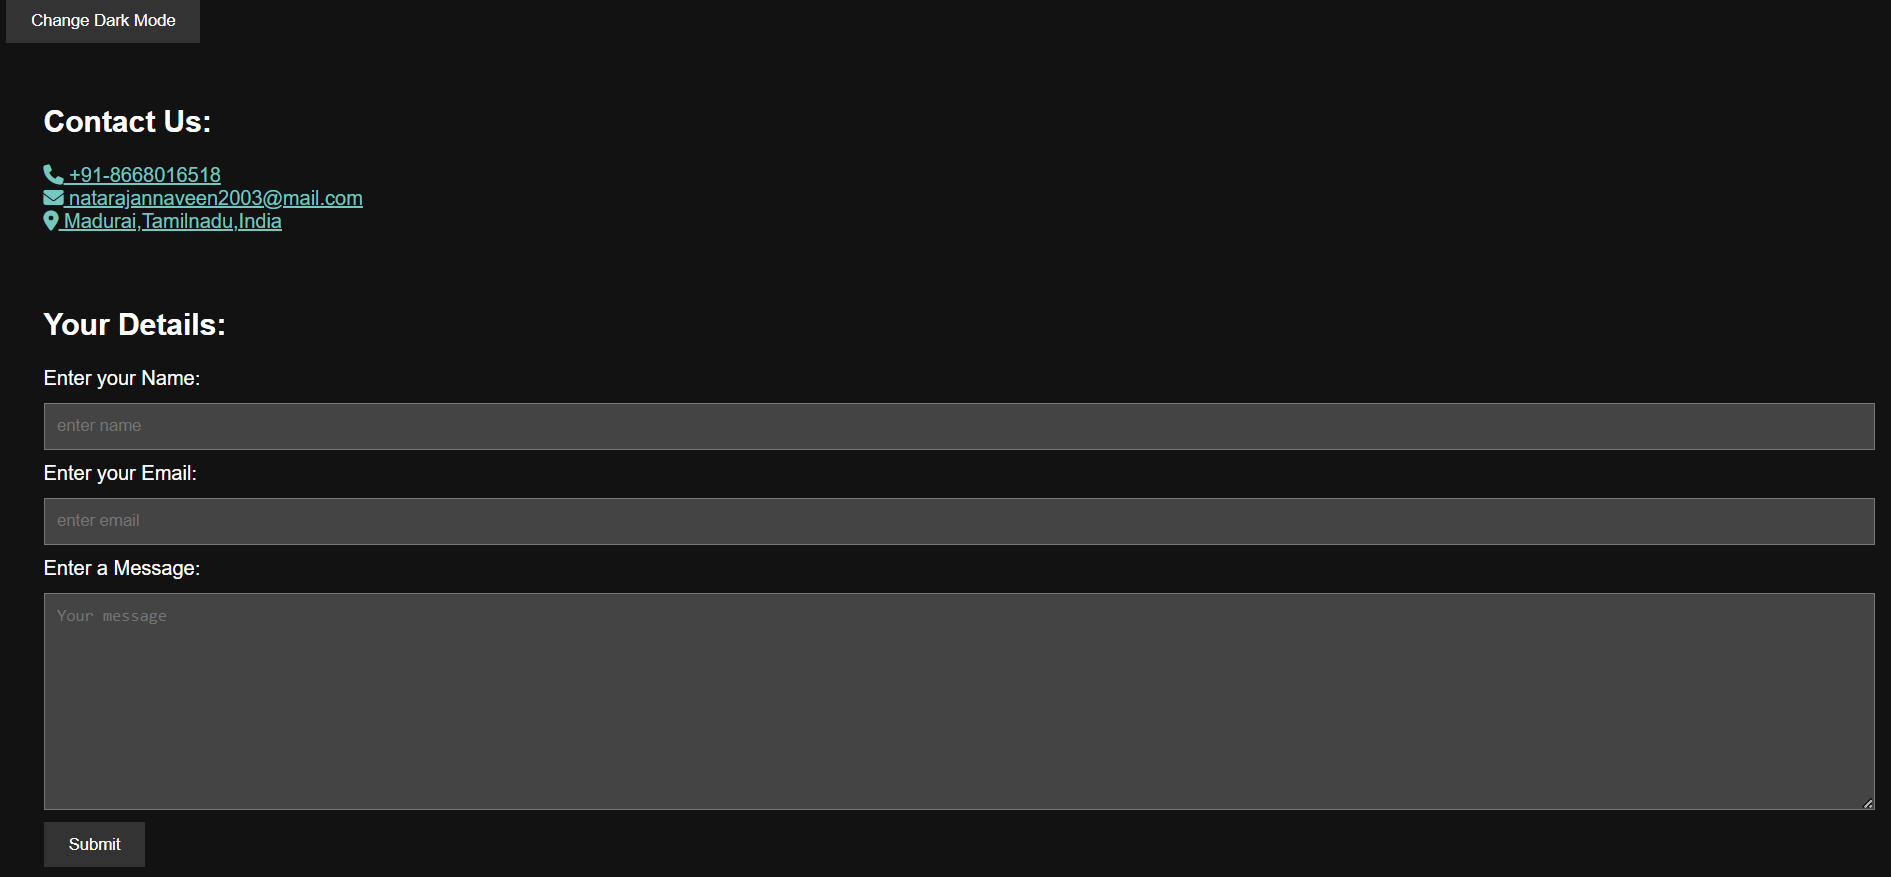 Change Dark Mode
Contact Us:
+91-8668016518
natarajannaveen2003@mail.com
Madurai,Tamilnadu,India
Your Details:
Enter your Name:
enter name
Enter your Email:
enter email
Enter a Message:
Your message
Submit